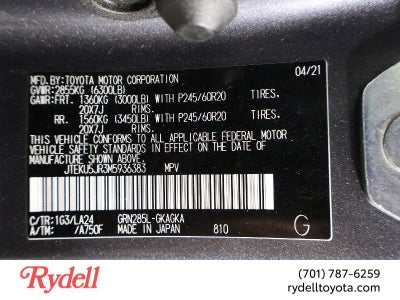 MFD. BY: TOYOTA MOTOR CORPORATION 04/21
GVWR: 2855KG (6300LB)
GAWR: FRT. 1360KG (3000LB) WITH P245/60R20 TIRES,
20X7J RIMS.
RR. 1560KG (3450LB) WITH P245/60R20 TIRES,
20X7J RIMS.
THIS VEHICLE CONFORMS TO ALL APPLICABLE FEDERAL MOTOR
VEHICLE SAFETY STANDARDS IN EFFECT ON THE DATE OF
MANUFACTURE SHOWN ABOVE.
JTEKU5JR3M5936383 MPV
C/TR: 1G3/LA24 GRN285L-GKAGKA
A/TM: /A750F MADE IN JAPAN 810 G
Rydell
(701) 787-6259
rydelltoyota.com